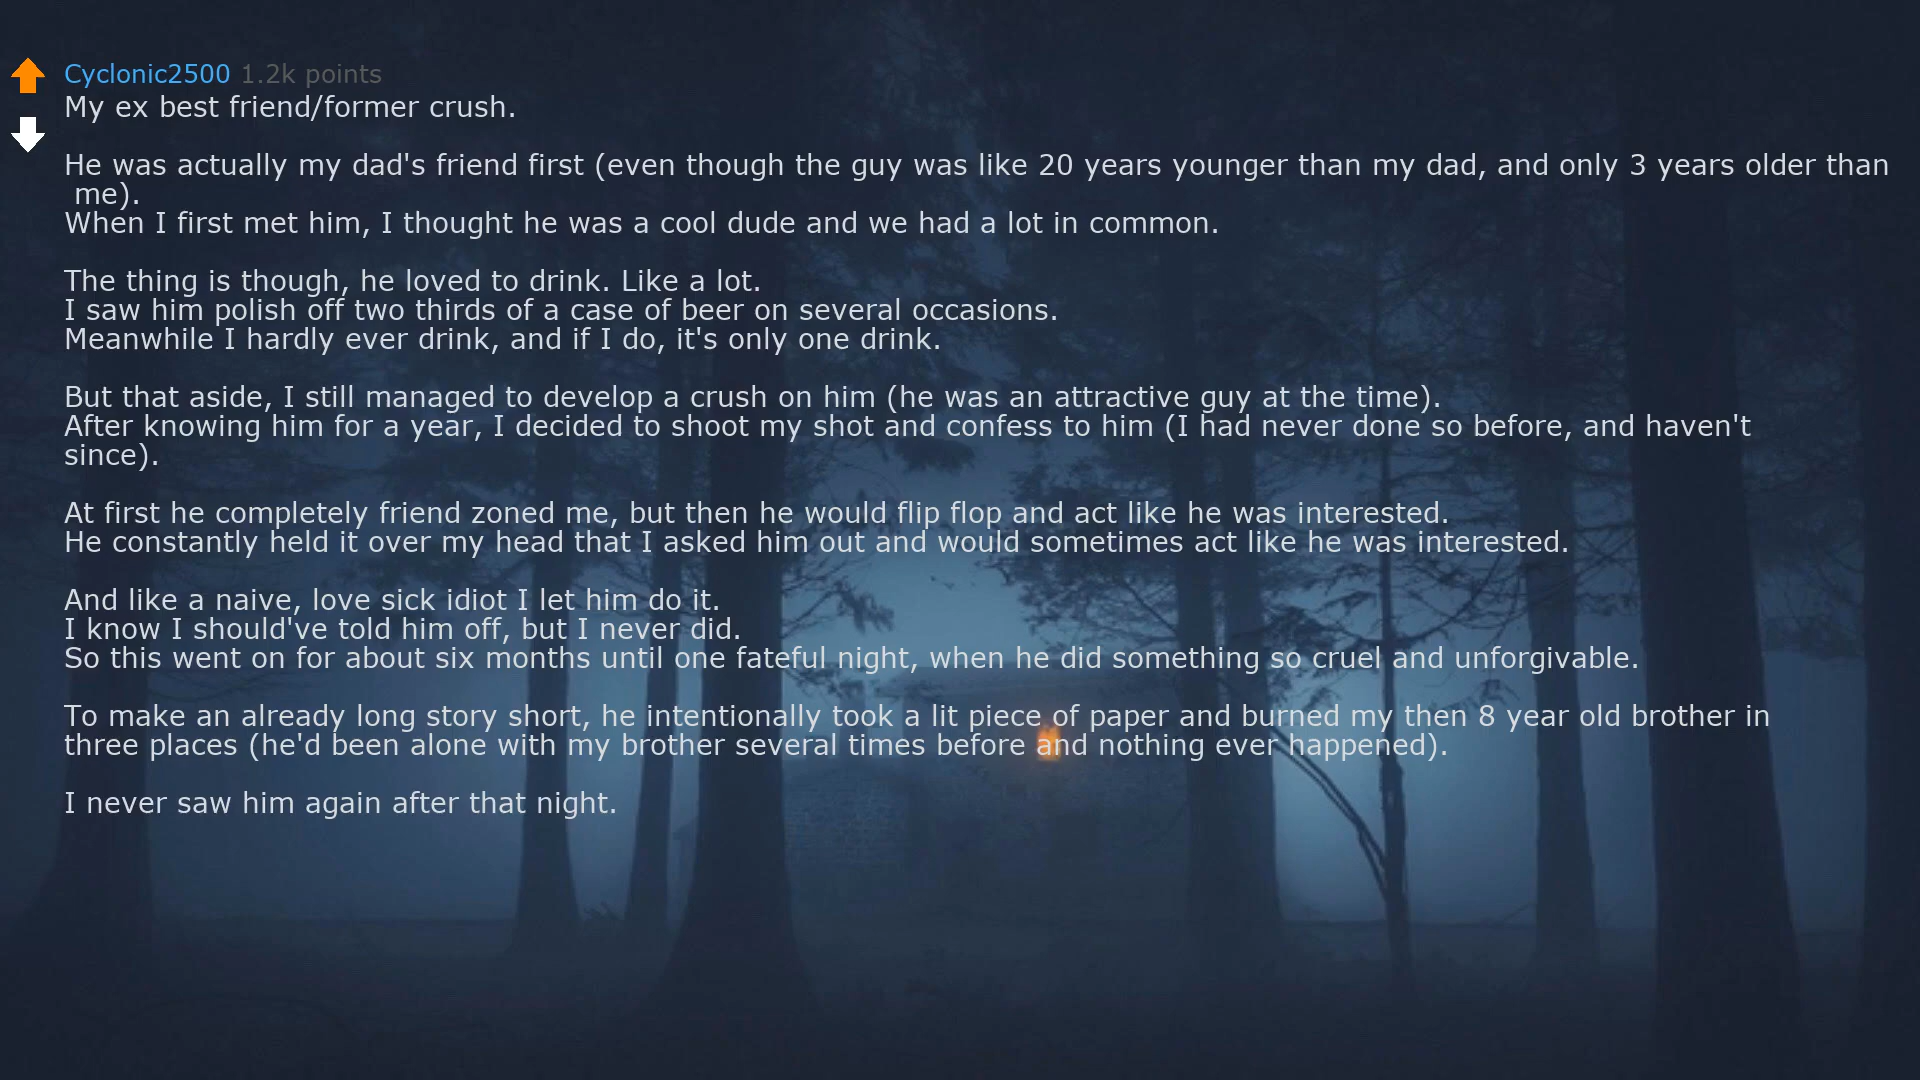 Cyclonic2500 1.2k points
My ex best friend/former crush.
He was actually my dad's friend first (even though the guy was like 20 years younger than my dad, and only 3 years older than
me).
When I first met him, I thought he was a cool dude and we had a lot in common.
The thing is though, he loved to drink. Like a lot.
I saw him polish off two thirds of a case of beer on several occasions.
Meanwhile I hardly ever drink, and if I do, it's only one drink.
But that aside, I still managed to develop a crush on him (he was an attractive guy at the time).
After knowing him for a year, I decided to shoot my shot and confess to him (I had never done so before, and haven't
since).
At first he completely friend zoned me, but then he would flip flop and act like he was interested.
He constantly held it over my head that I asked him out and would sometimes act like he was interested.
And like a naive, love sick idiot I let him do it.
I know I should've told him off, but I never did.
So this went on for about six months until one fateful night, when he did something so cruel and unforgivable.
To make an already long story short, he intentionally took a lit piece of paper and burned my then 8 year old brother in
three places (he'd been alone with my brother several times before and nothing ever happened).
I never saw him again after that night.